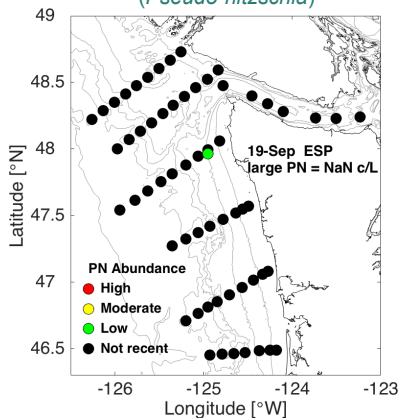 (Pseudo-nitzschia)
49
48.5
48
47.5
47
46.5
Latitude [°N]
19-Sep ESP
large PN = NaN c/L
PN Abundance
High
Moderate
Low
Not recent
-126 -125 -124 -123
Longitude [°W]